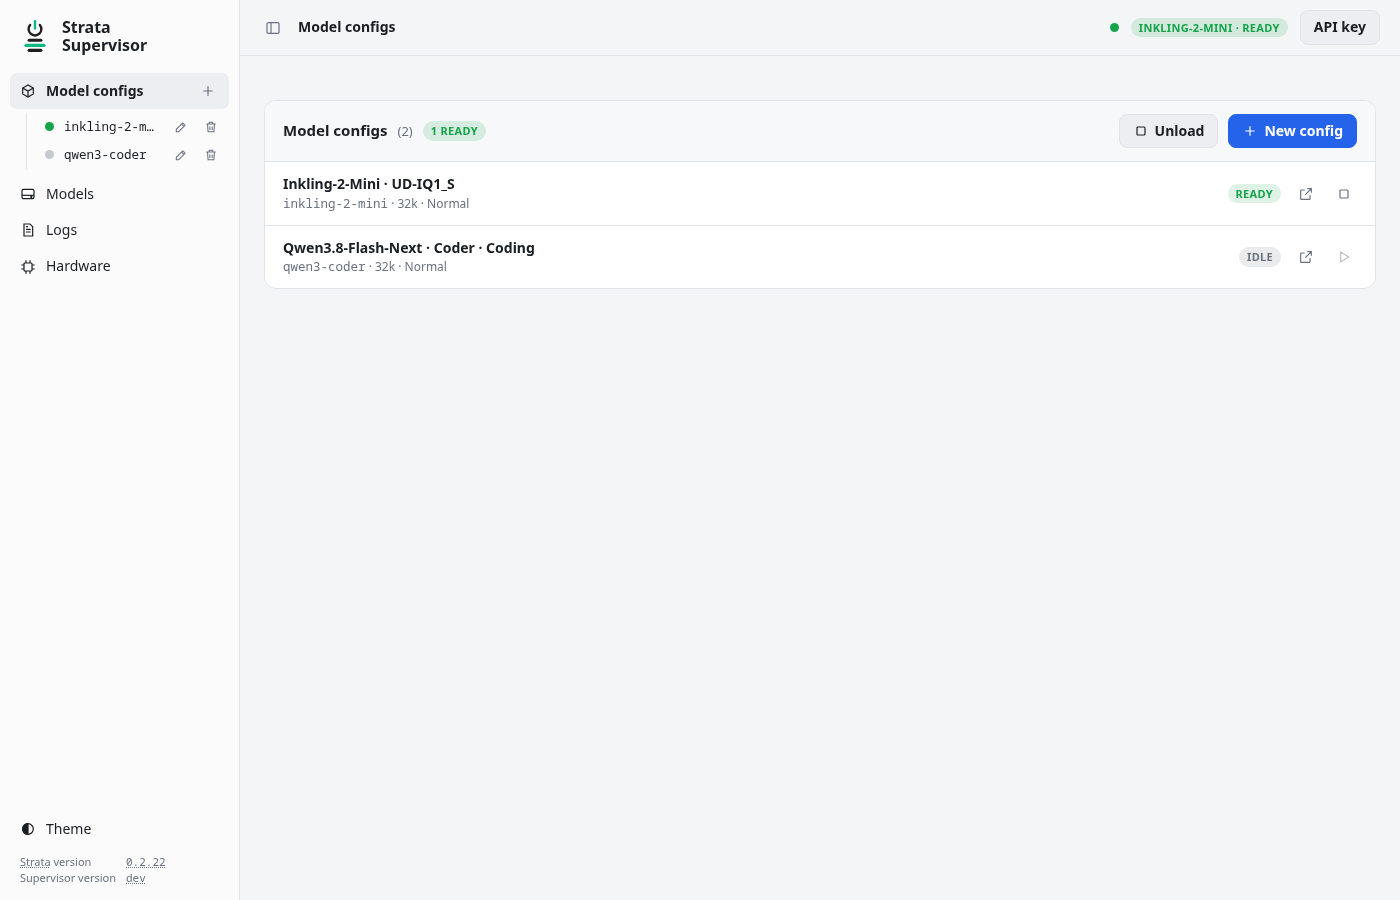 Strata
Supervisor
Model configs
inkling-2-m…
qwen3-coder
Models
Logs
Hardware
Theme
Strata version 0.2.22
Supervisor version dev
Model configs
INKLING-2-MINI · READY
API key
Model configs (2) 1 READY
Unload
New config
Inkling-2-Mini · UD-IQ1_S
inkling-2-mini · 32k · Normal
READY
Qwen3.8-Flash-Next · Coder · Coding
qwen3-coder · 32k · Normal
IDLE